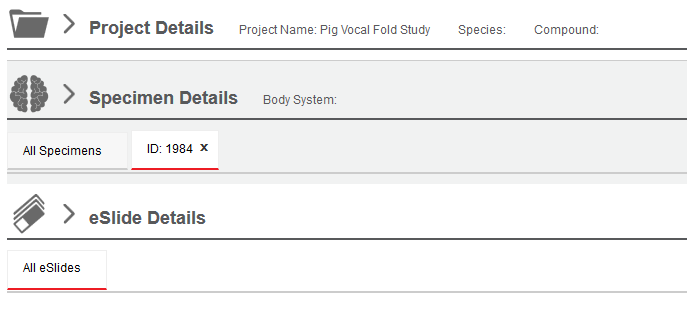 Project Details Project Name: Pig Vocal Fold Study Species: Compound:
Specimen Details Body System:
All Specimens ID: 1984 x
eSlide Details
All eSlides